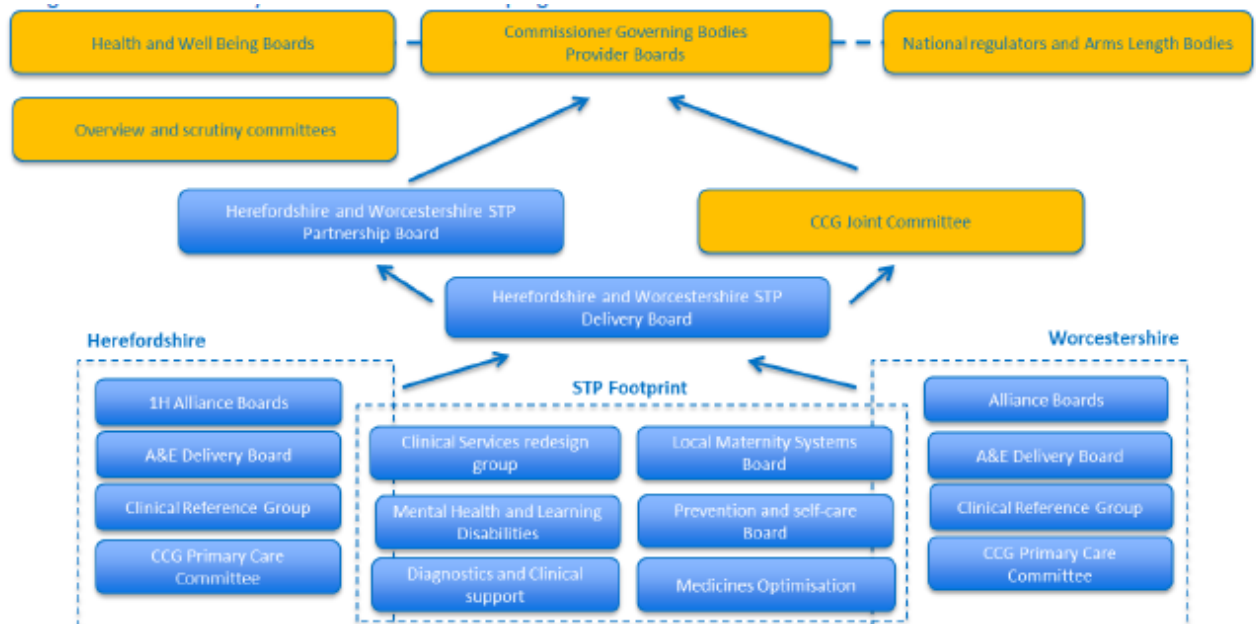 Health and Well Being Boards
Commissioner Governing Bodies
Provider Boards
National regulators and Arms Length Bodies
Overview and scrutiny committees
Herefordshire and Worcestershire STP
Partnership Board
CCG Joint Committee
Herefordshire and Worcestershire STP
Delivery Board
Herefordshire
Worcestershire
STP Footprint
1H Alliance Boards
A&E Delivery Board
Clinical Reference Group
CCG Primary Care
Committee
Clinical Services redesign
group
Local Maternity Systems
Board
Mental Health and Learning
Disabilities
Prevention and self-care
Board
Diagnostics and Clinical
support
Medicines Optimisation
Alliance Boards
A&E Delivery Board
Clinical Reference Group
CCG Primary Care
Committee